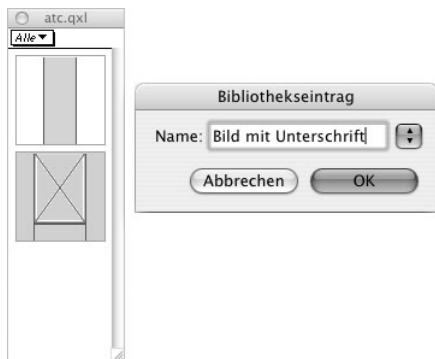 atc.qxl
Alle
Bibliothekseintrag
Name: Bild mit Unterschrift
Abbrechen OK